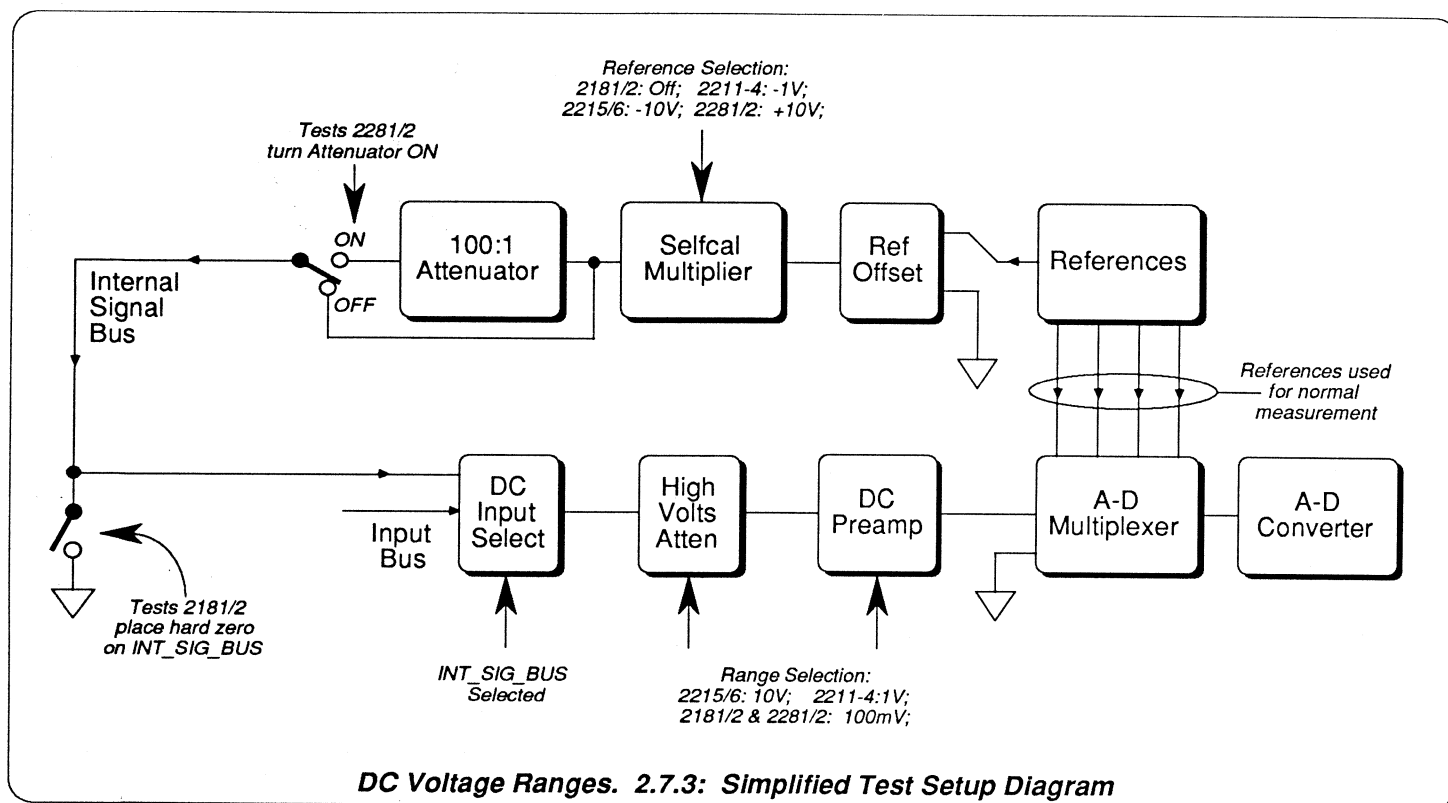 Reference Selection:
2181/2: Off; 2211-4: -1V;
2215/6: -10V; 2281/2: +10V;
Tests 2281/2
turn Attenuator ON
ON
OFF
100:1
Attenuator
Selfcal
Multiplier
Ref
Offset
References
Internal
Signal
Bus
References used
for normal
measurement
Input
Bus
DC
Input
Select
High
Volts
Atten
DC
Preamp
A-D
Multiplexer
A-D
Converter
Tests 2181/2
place hard zero
on INT_SIG_BUS
INT_SIG_BUS
Selected
Range Selection:
2215/6: 10V; 2211-4:1V;
2181/2 & 2281/2: 100mV;
DC Voltage Ranges. 2.7.3: Simplified Test Setup Diagram